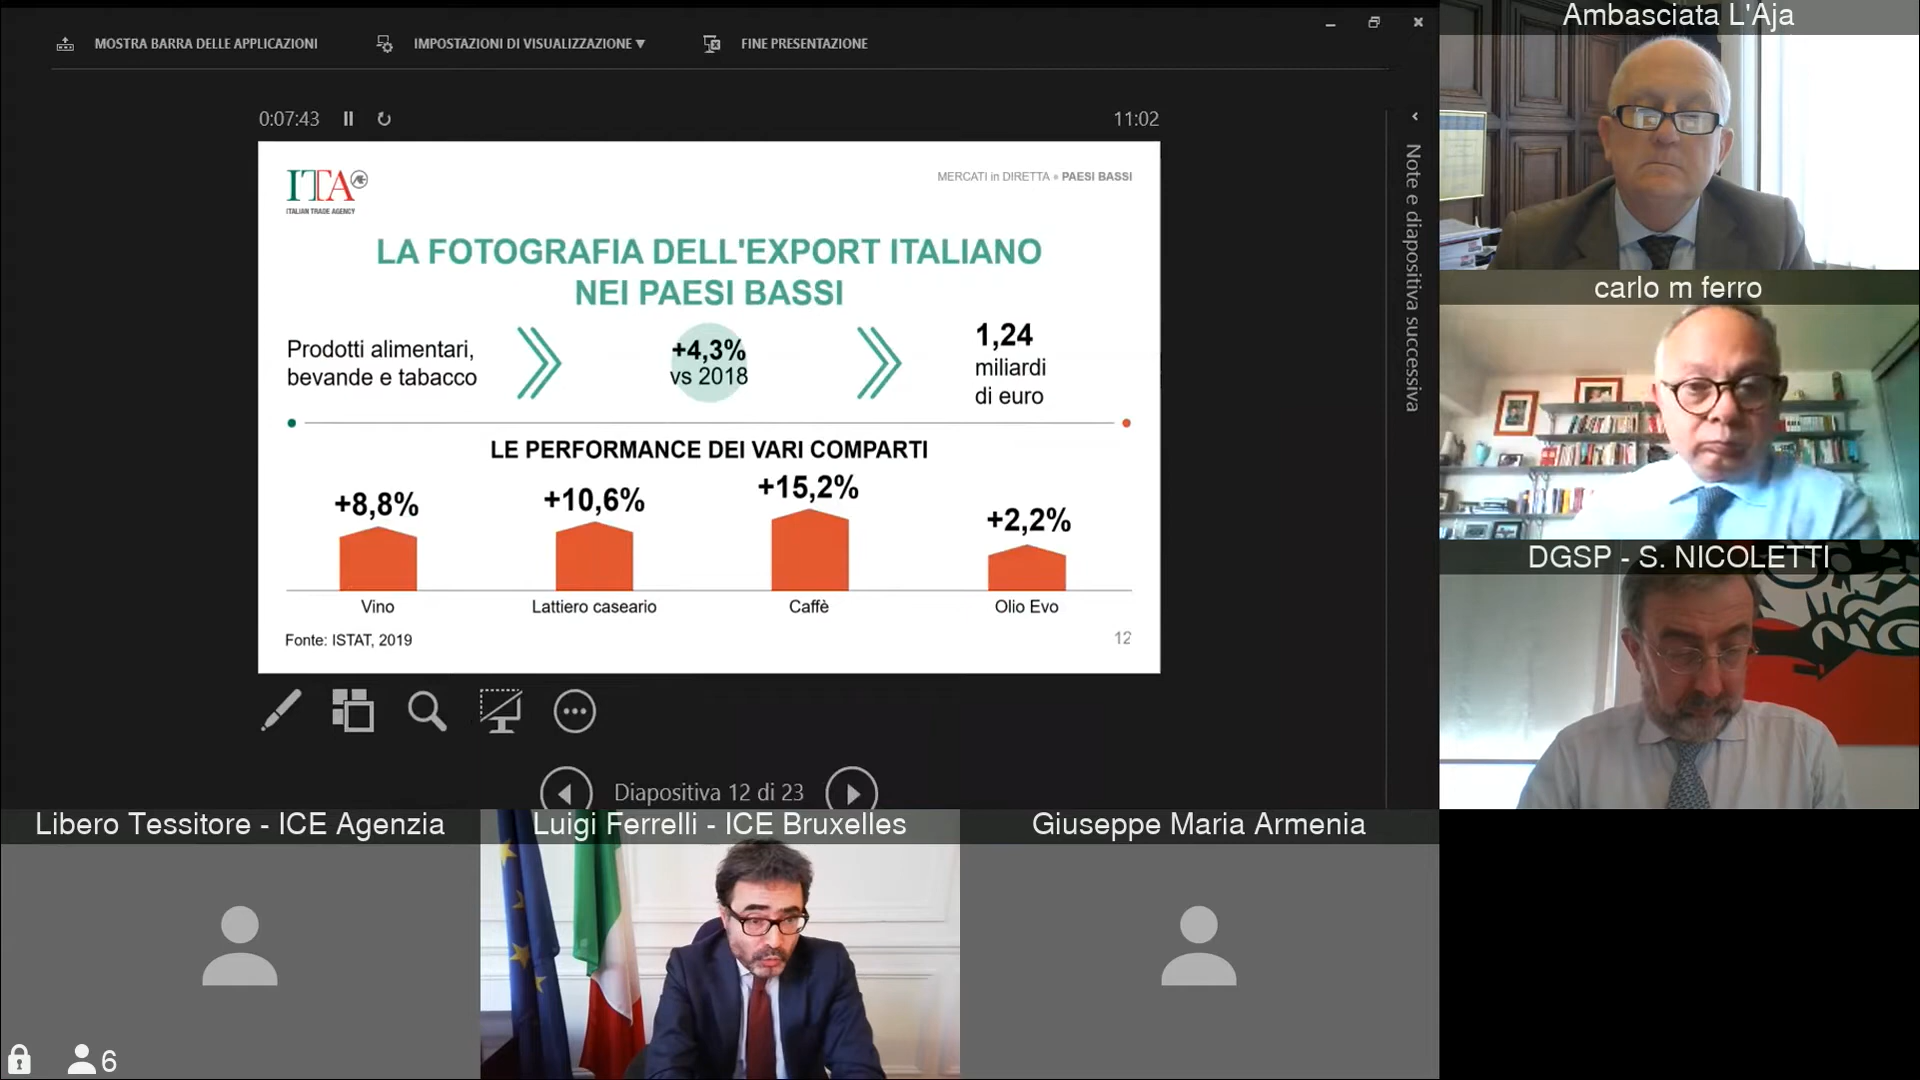 MOSTRA BARRA DELLE APPLICAZIONI
IMPOSTAZIONI DI VISUALIZZAZIONE ▼
FINE PRESENTAZIONE
0:07:43
11:02
ITA
ITALIAN TRADE AGENCY
MERCATI in DIRETTA • PAESI BASSI
LA FOTOGRAFIA DELL'EXPORT ITALIANO
NEI PAESI BASSI
Prodotti alimentari,
bevande e tabacco
+4,3%
vs 2018
1,24
miliardi
di euro
LE PERFORMANCE DEI VARI COMPARTI
+8,8%
+10,6%
+15,2%
+2,2%
Vino
Lattiero caseario
Caffè
Olio Evo
Fonte: ISTAT, 2019
12
Diapositiva 12 di 23
Note e diapositiva successiva
Ambasciata L'Aja
carlo m ferro
DGSP - S. NICOLETTI
Libero Tessitore - ICE Agenzia
Luigi Ferrelli - ICE Bruxelles
Giuseppe Maria Armenia
6